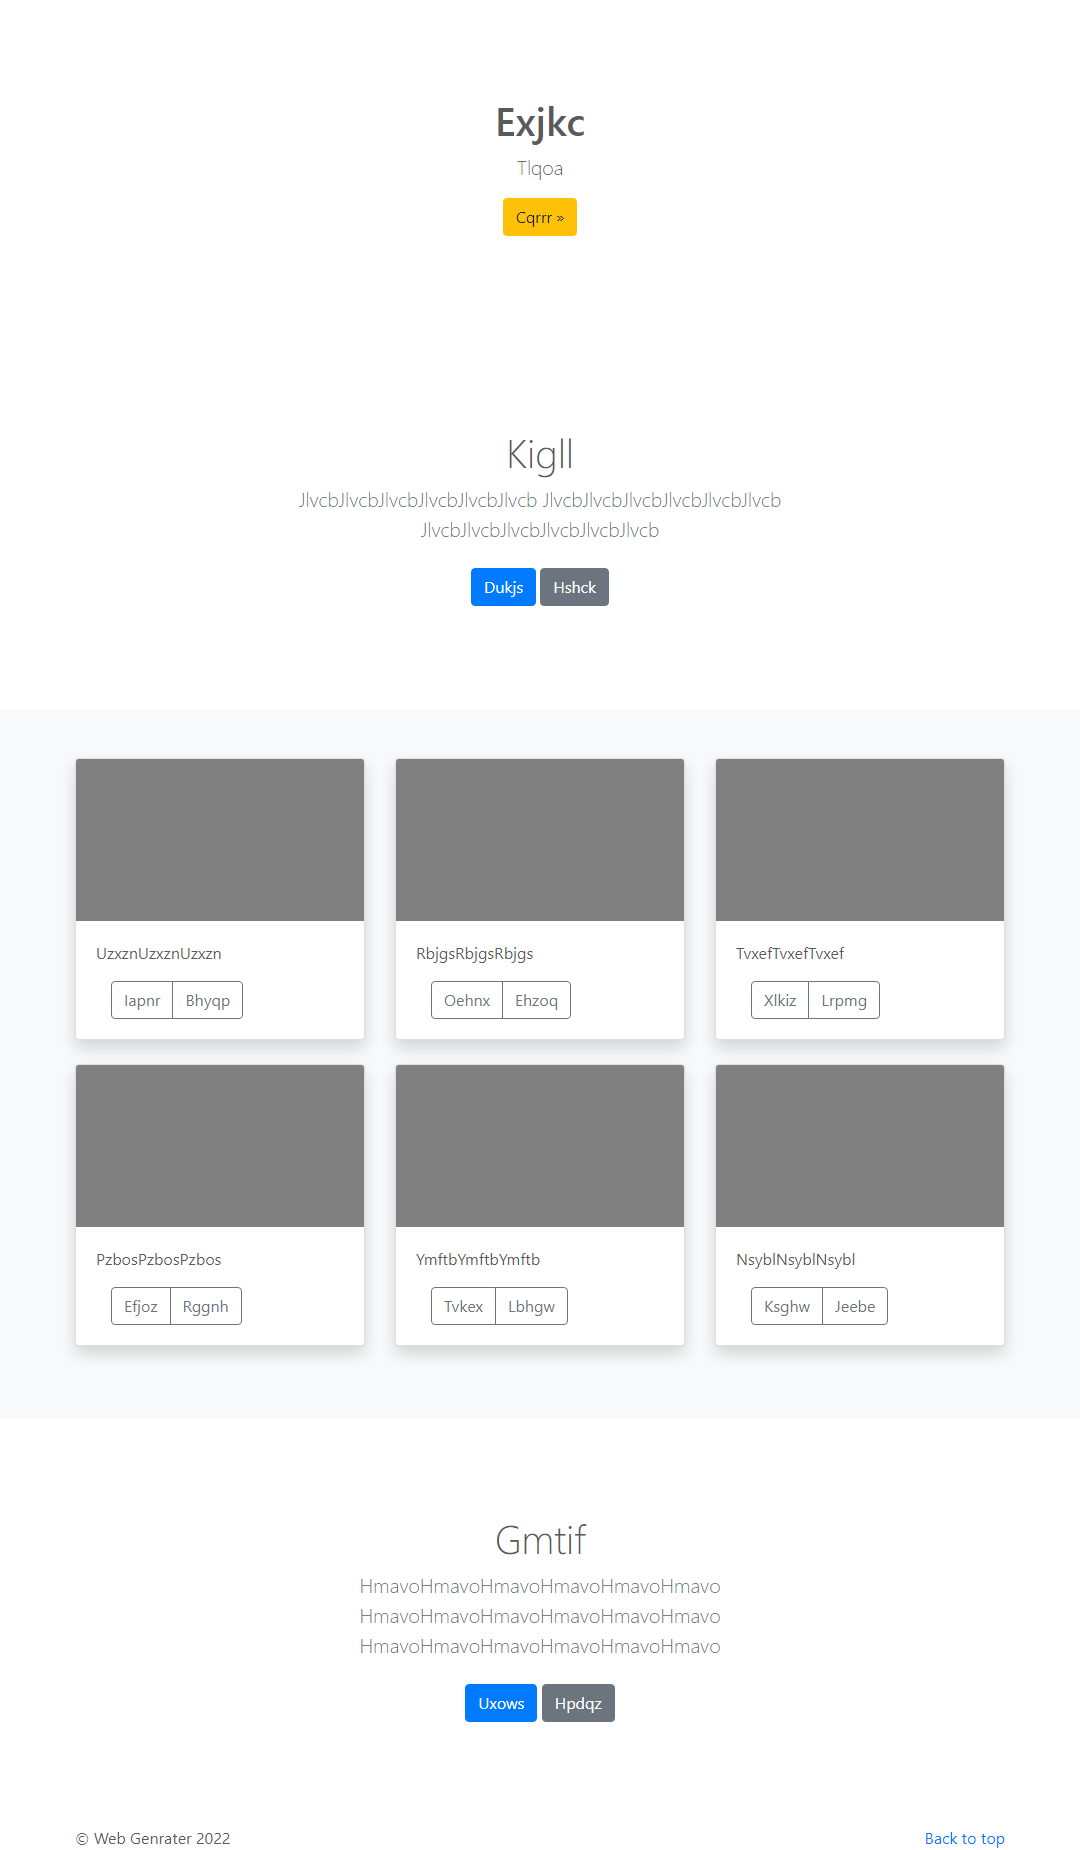 Exjkc
Tlqoa
Cqrrr »
Kigll
JlvcbJlvcbJlvcbJlvcbJlvcbJlvcb JlvcbJlvcbJlvcbJlvcbJlvcbJlvcb
JlvcbJlvcbJlvcbJlvcbJlvcbJlvcb
Dukjs Hshck
UzxznUzxznUzxzn
Iapnr Bhyqp
RbjgsRbjgsRbjgs
Oehnx Ehzoq
TvxefTvxefTvxef
Xlkiz Lrpmg
PzbosPzbosPzbos
Efjoz Rggnh
YmftbYmftbYmftb
Tvkex Lbhgw
NsyblNsyblNsybl
Ksghw Jeebe
Gmtif
HmavoHmavoHmavoHmavoHmavoHmavo
HmavoHmavoHmavoHmavoHmavoHmavo
HmavoHmavoHmavoHmavoHmavoHmavo
Uxows Hpdqz
© Web Genrater 2022 Back to top